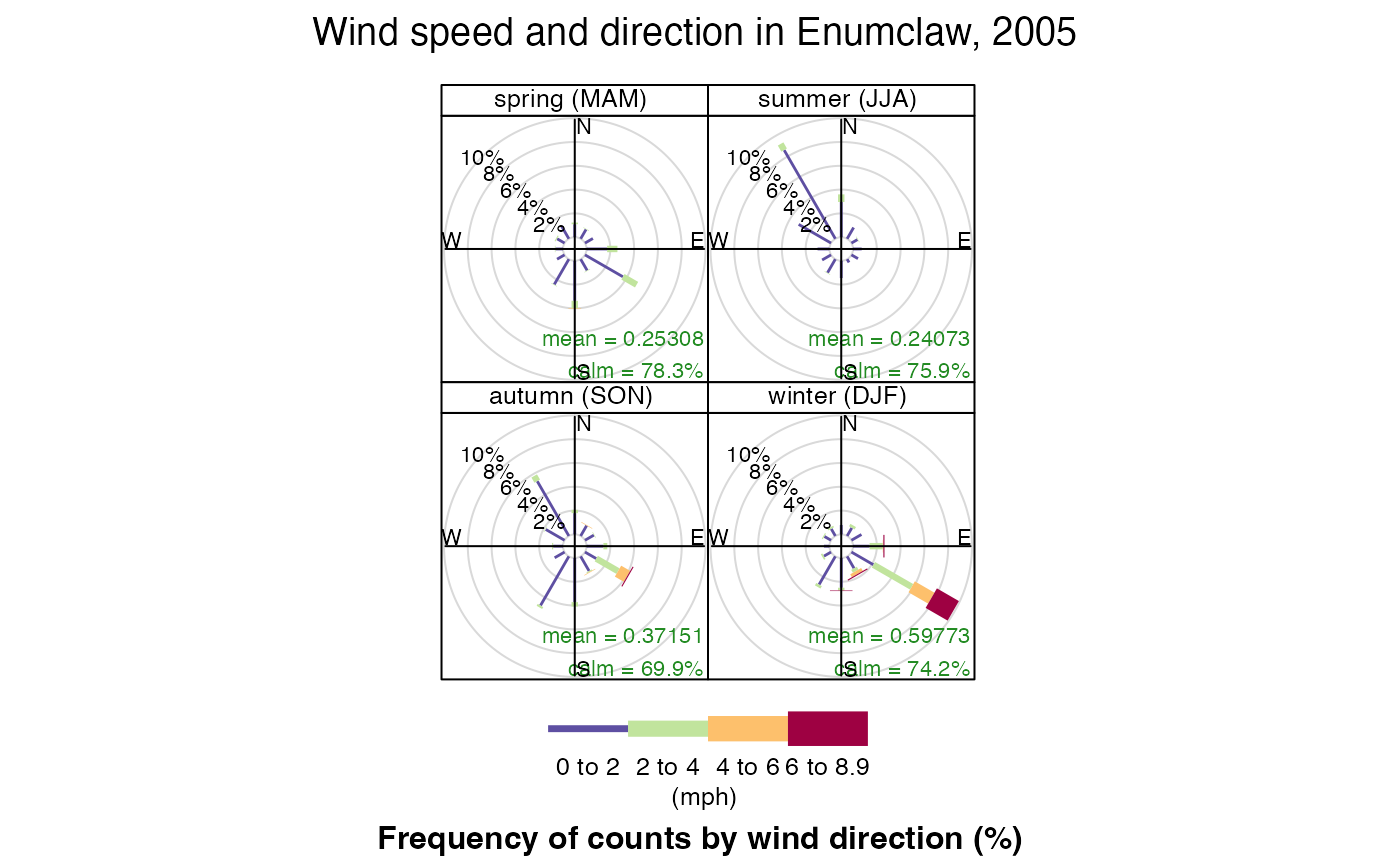 Wind speed and direction in Enumclaw, 2005
spring (MAM)
N
10%
8%
6%
4%
2%
W
E
mean = 0.25308
S
calm = 78.3%
summer (JJA)
N
10%
8%
6%
4%
2%
W
E
mean = 0.24073
S
calm = 75.9%
autumn (SON)
N
10%
8%
6%
4%
2%
W
E
mean = 0.37151
S
calm = 69.9%
winter (DJF)
N
10%
8%
6%
4%
2%
W
E
mean = 0.59773
S
calm = 74.2%
0 to 2 2 to 4 4 to 6 6 to 8.9
(mph)
Frequency of counts by wind direction (%)